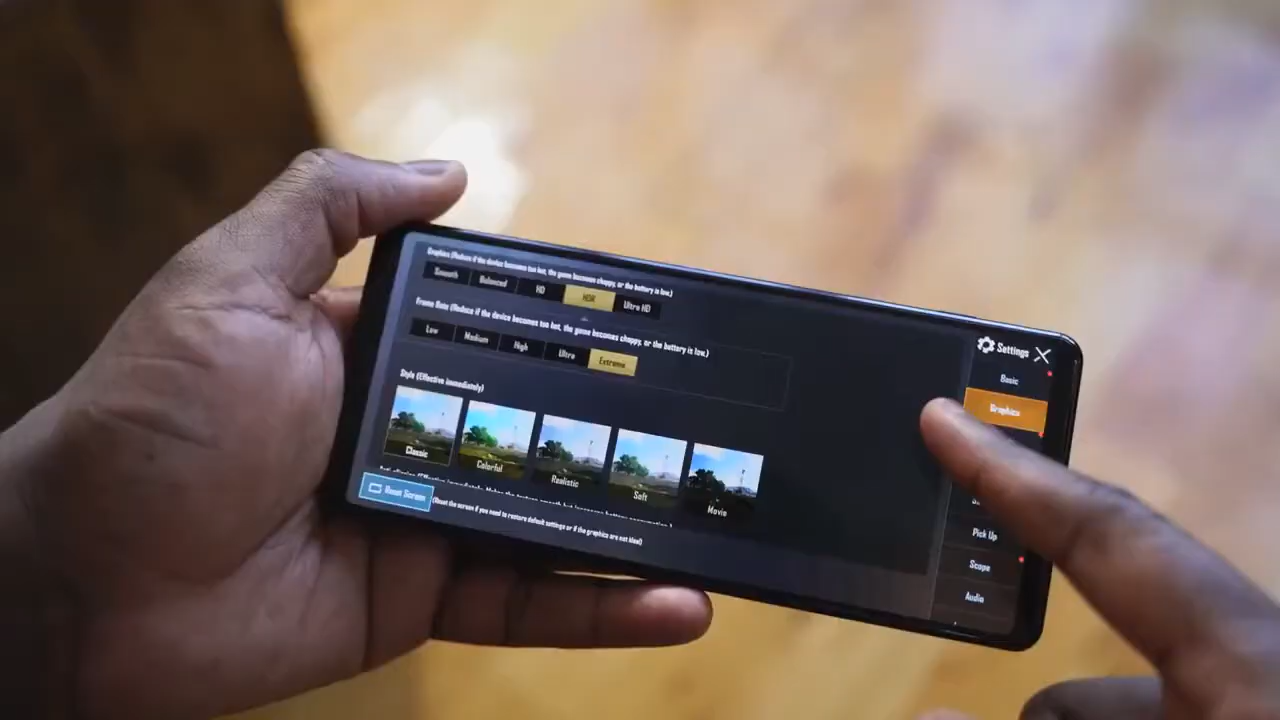 Graphics (Reduce if the device becomes too hot, the game becomes choppy, or the battery is low.)
Smooth Balanced HD HDR Ultra HD
Frame Rate (Reduce if the device becomes too hot, the game becomes choppy, or the battery is low.)
Low Medium High Ultra Extreme
Style (Effective immediately)
Classic Colorful Realistic Soft Movie
Reset Screen (Reset the screen if you need to restore default settings or if the graphics are not ideal)
Settings
Basic
Graphics
Pick Up
Scope
Audio